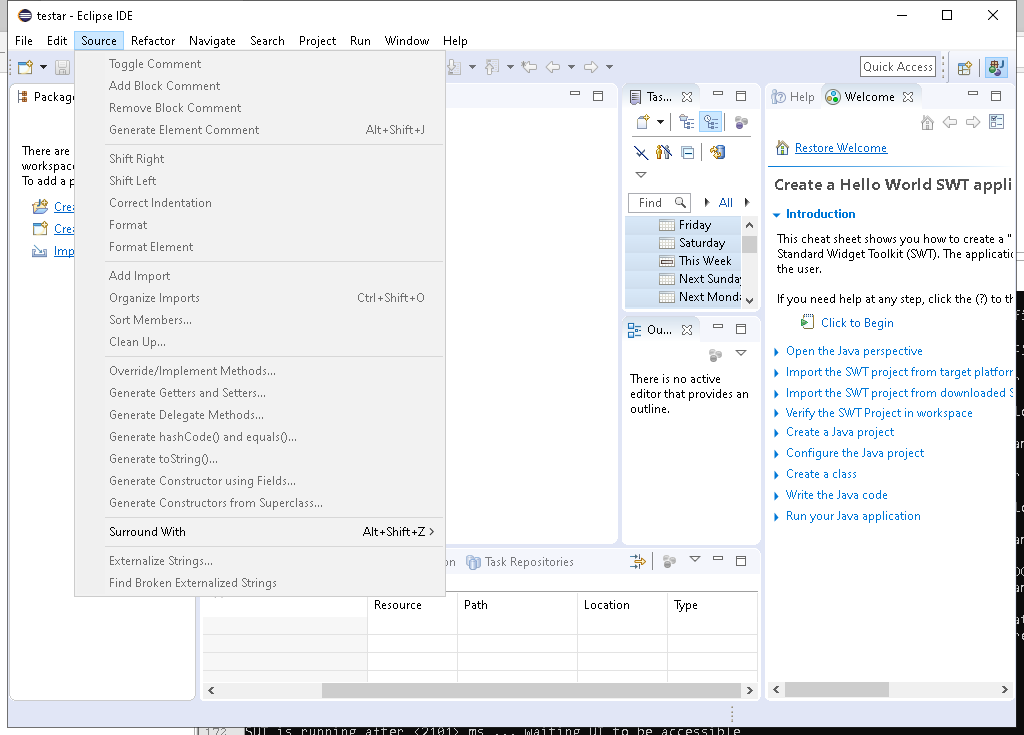 testar - Eclipse IDE
File Edit Source Refactor Navigate Search Project Run Window Help
Quick Access
Toggle Comment
Add Block Comment
Remove Block Comment
Generate Element Comment Alt+Shift+J
Shift Right
Shift Left
Correct Indentation
Format
Format Element
Add Import
Organize Imports Ctrl+Shift+O
Sort Members...
Clean Up...
Override/Implement Methods...
Generate Getters and Setters...
Generate Delegate Methods...
Generate hashCode() and equals()...
Generate toString()...
Generate Constructor using Fields...
Generate Constructors from Superclass...
Surround With Alt+Shift+Z
Externalize Strings...
Find Broken Externalized Strings
There are
To add a p
Tas...
Find All
Friday
Saturday
This Week
Next Sunda
Next Monda
Ou...
There is no active
editor that provides an
outline.
Help Welcome
Restore Welcome
Create a Hello World SWT appli
Introduction
This cheat sheet shows you how to create a "
Standard Widget Toolkit (SWT). The applicatic
the user.
If you need help at any step, click the (?) to th
Click to Begin
Open the Java perspective
Import the SWT project from target platforr
Import the SWT project from downloaded S
Verify the SWT Project in workspace
Create a Java project
Configure the Java project
Create a class
Write the Java code
Run your Java application
Task Repositories
Resource Path Location Type
172 SUT is running after <2101> ms ... waiting UI to be accessible